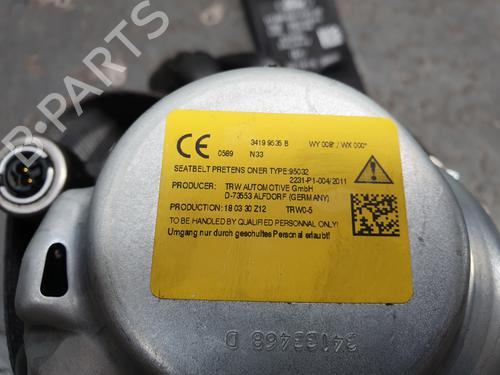 B-PARTS
CE
0589
3419 9535 B
N33
WY 008* / WX 000*
SEATBELT PRETENSIONER TYPE:95032
2231-P1-004/2011
PRODUCER: TRW AUTOMOTIVE GmbH
D-73553 ALFDORF (GERMANY)
PRODUCTION: 18 03 30 Z12 TRW0-5
TO BE HANDLED BY QUALIFIED PERSONNAL ONLY!
Umgang nur durch geschultes Personal erlaubt!
34133468 D